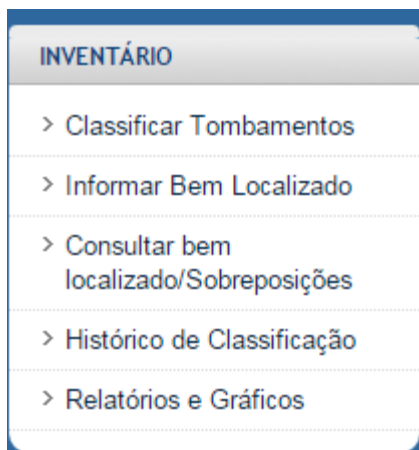 INVENTÁRIO
> Classificar Tombamentos
> Informar Bem Localizado
> Consultar bem
localizado/Sobreposições
> Histórico de Classificação
> Relatórios e Gráficos